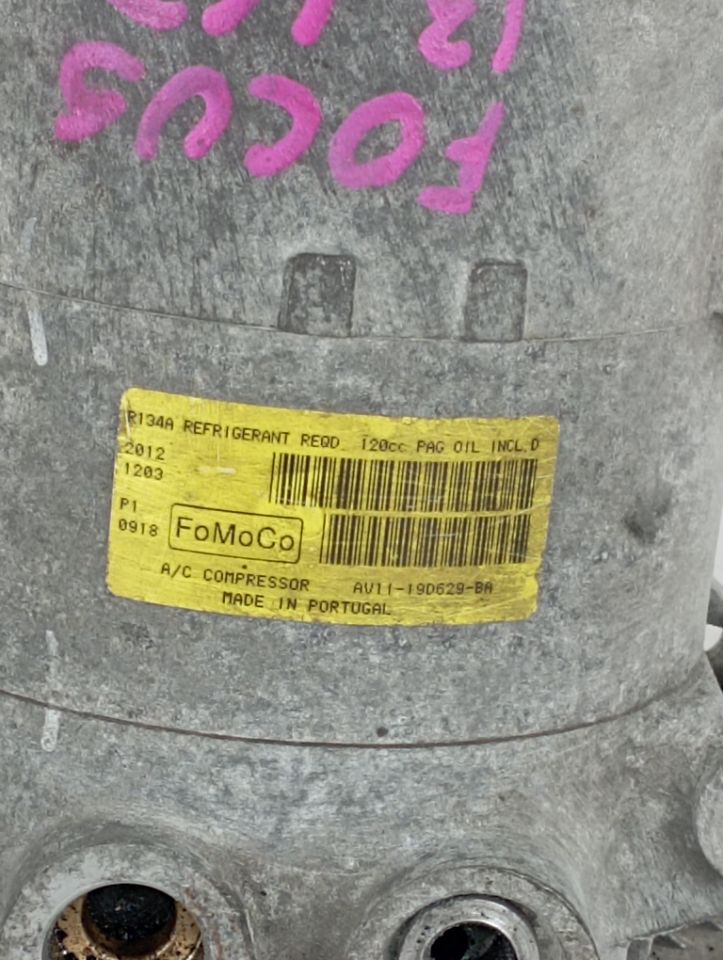 FOCUS
13
R134A REFRIGERANT REQD 120cc PAG OIL INCL.D
2012
1203
P1
0918
FoMoCo
A/C COMPRESSOR AV11-19D629-BA
MADE IN PORTUGAL